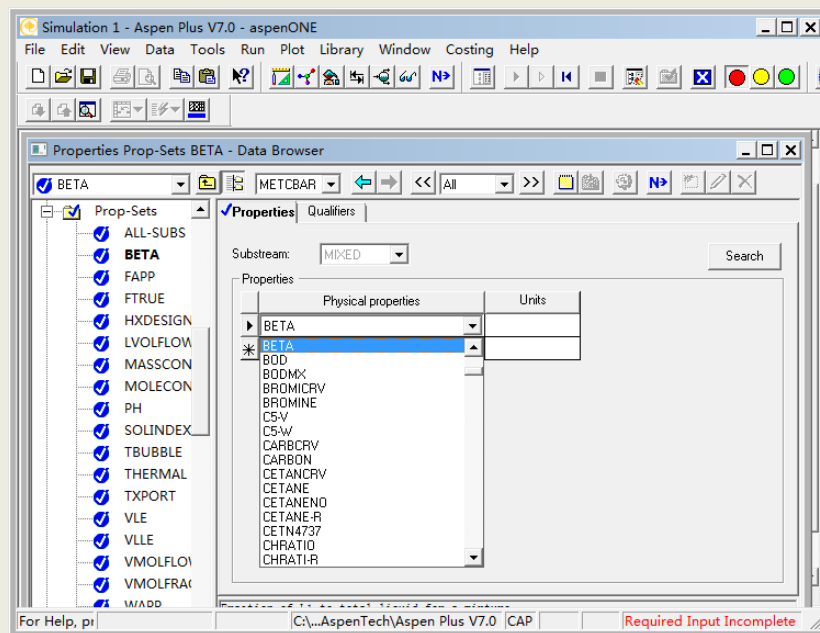 Simulation 1 - Aspen Plus V7.0 - aspenONE
File Edit View Data Tools Run Plot Library Window Costing Help
N>
Properties Prop-Sets BETA - Data Browser
BETA METCBAR << All >> N>
Prop-Sets
ALL-SUBS
BETA
FAPP
FTRUE
HXDESIGN
LVOLFLOW
MASSCON
MOLECON
PH
SOLINDEX
TBUBBLE
THERMAL
TXPORT
VLE
VLLE
VMOLFLO
VMOLFRA
WAPP
Properties Qualifiers
Substream: MIXED Search
Properties
Physical properties Units
BETA
BETA
BOD
BODMX
BROMICRV
BROMINE
C5-V
C5-W
CARBCRV
CARBON
CETANCRV
CETANE
CETANENO
CETANE-R
CETN4737
CHRATIO
CHRATI-R
For Help, pr C:\...AspenTech\Aspen Plus V7.0 CAP Required Input Incomplete